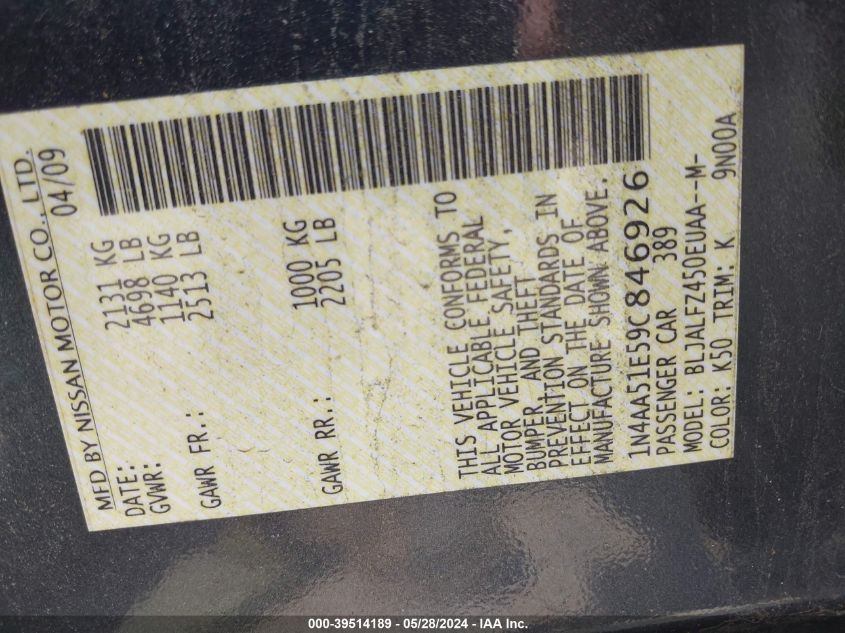 MFD BY NISSAN MOTOR CO., LTD.
DATE: 04/09
GVWR: 2131 KG
4698 LB
GAWR FR.: 1140 KG
2513 LB
GAWR RR.: 1000 KG
2205 LB
THIS VEHICLE CONFORMS TO
ALL APPLICABLE FEDERAL
MOTOR VEHICLE SAFETY,
BUMPER, AND THEFT
PREVENTION STANDARDS IN
EFFECT ON THE DATE OF
MANUFACTURE SHOWN ABOVE.
1N4AA51E59C846926
PASSENGER CAR 389
MODEL: BLJALFZ450EUAA--M-
COLOR: K50 TRIM: K 9N00A
000-39514189 - 05/28/2024 - IAA Inc.